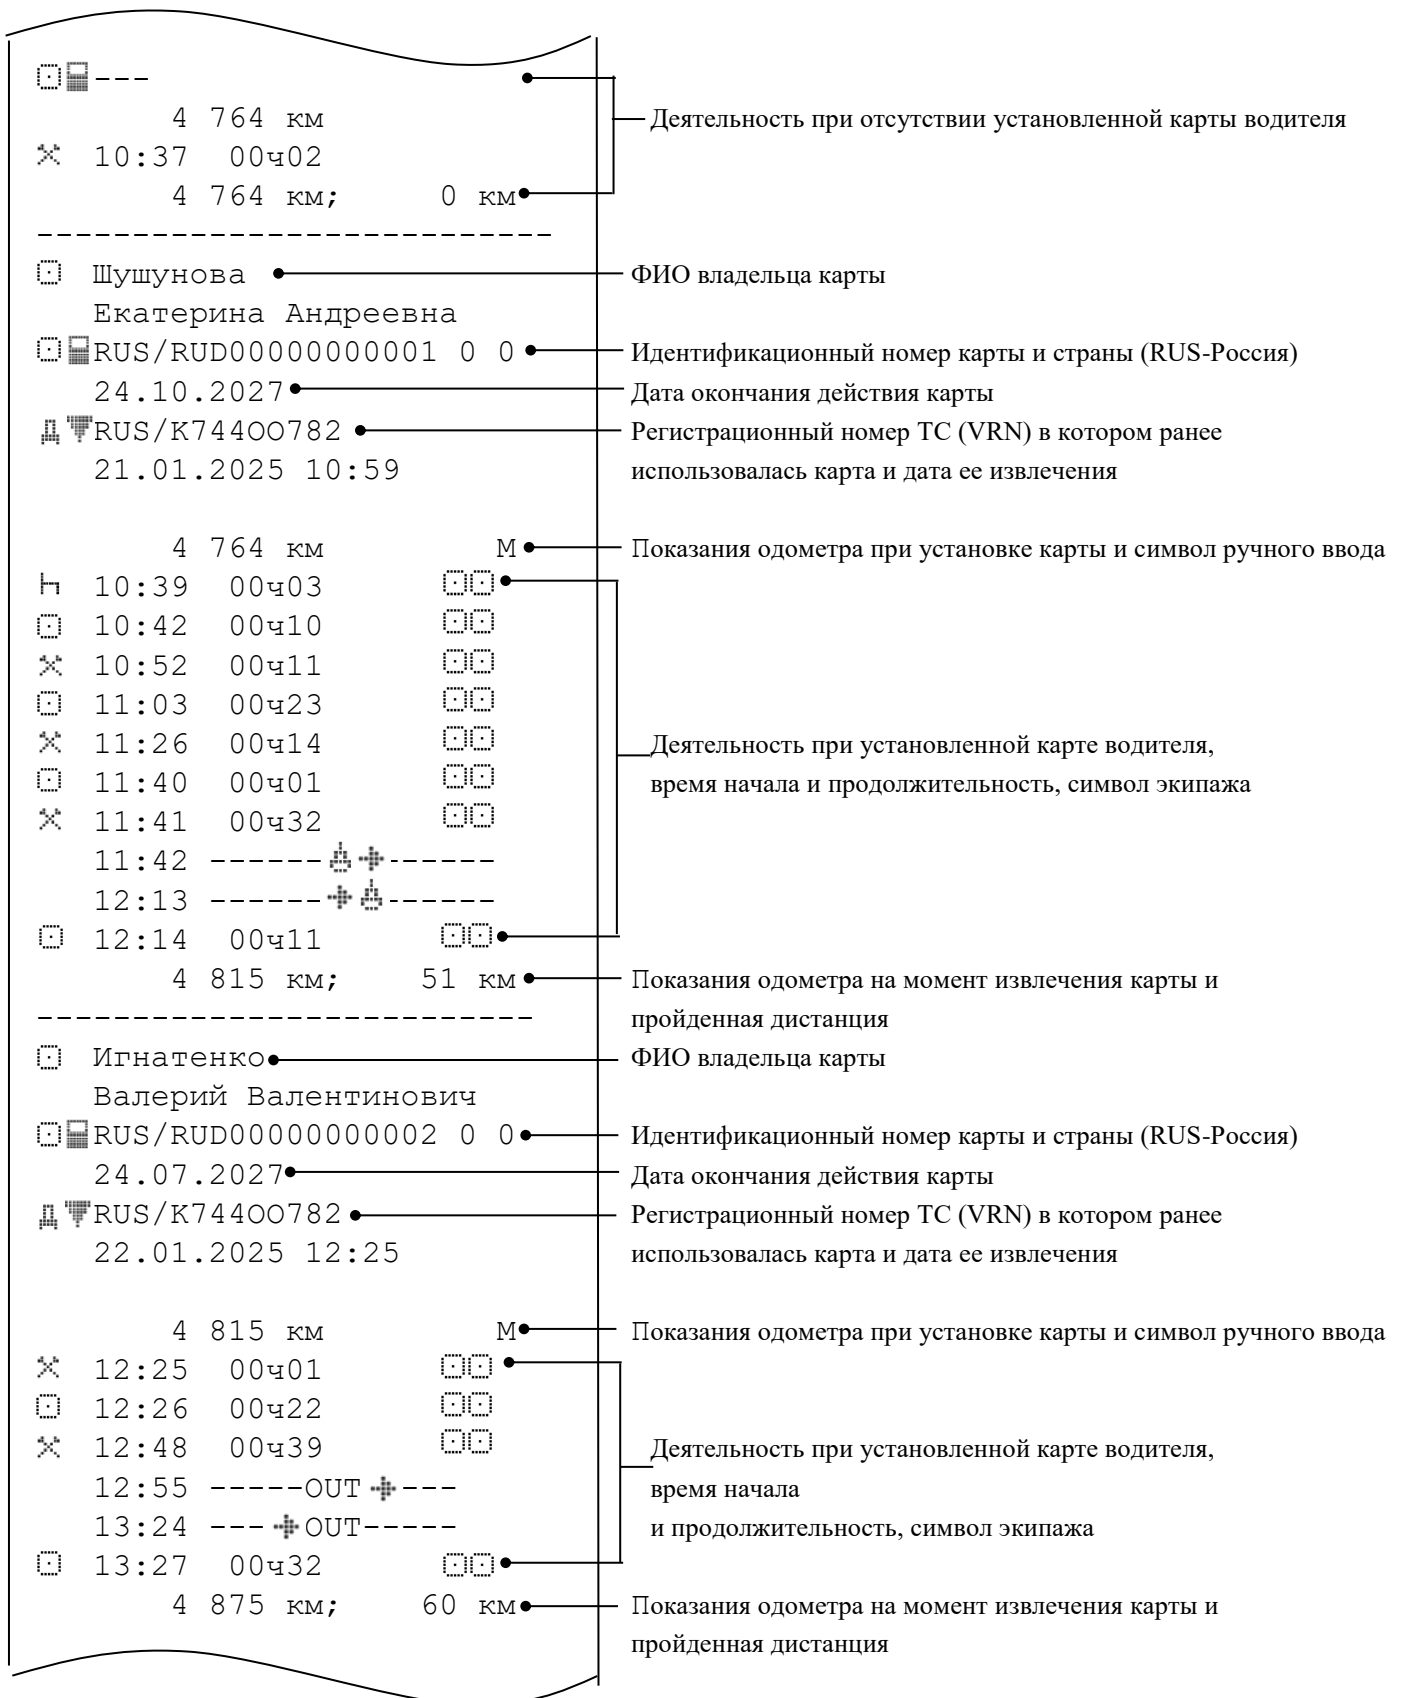 ---
4 764 км
Деятельность при отсутствии установленной карты водителя
10:37 00ч02
4 764 км; 0 км
---------------------------
Шушунова
ФИО владельца карты
Екатерина Андреевна
RUS/RUD00000000001 0 0
Идентификационный номер карты и страны (RUS-Россия)
24.10.2027
Дата окончания действия карты
Д RUS/K744OO782
Регистрационный номер ТС (VRN) в котором ранее
21.01.2025 10:59
использовалась карта и дата ее извлечения
4 764 км М
Показания одометра при установке карты и символ ручного ввода
10:39 00ч03
10:42 00ч10
10:52 00ч11
11:03 00ч23
11:26 00ч14
Деятельность при установленной карте водителя,
11:40 00ч01
время начала и продолжительность, символ экипажа
11:41 00ч32
11:42 ------ ------
12:13 ------ ------
12:14 00ч11
4 815 км; 51 км
Показания одометра на момент извлечения карты и
--------------------------
пройденная дистанция
Игнатенко
ФИО владельца карты
Валерий Валентинович
RUS/RUD00000000002 0 0
Идентификационный номер карты и страны (RUS-Россия)
24.07.2027
Дата окончания действия карты
Д RUS/K744OO782
Регистрационный номер ТС (VRN) в котором ранее
22.01.2025 12:25
использовалась карта и дата ее извлечения
4 815 км М
Показания одометра при установке карты и символ ручного ввода
12:25 00ч01
12:26 00ч22
12:48 00ч39
Деятельность при установленной карте водителя,
12:55 -----OUT ---
время начала
13:24 --- OUT-----
и продолжительность, символ экипажа
13:27 00ч32
4 875 км; 60 км
Показания одометра на момент извлечения карты и
пройденная дистанция